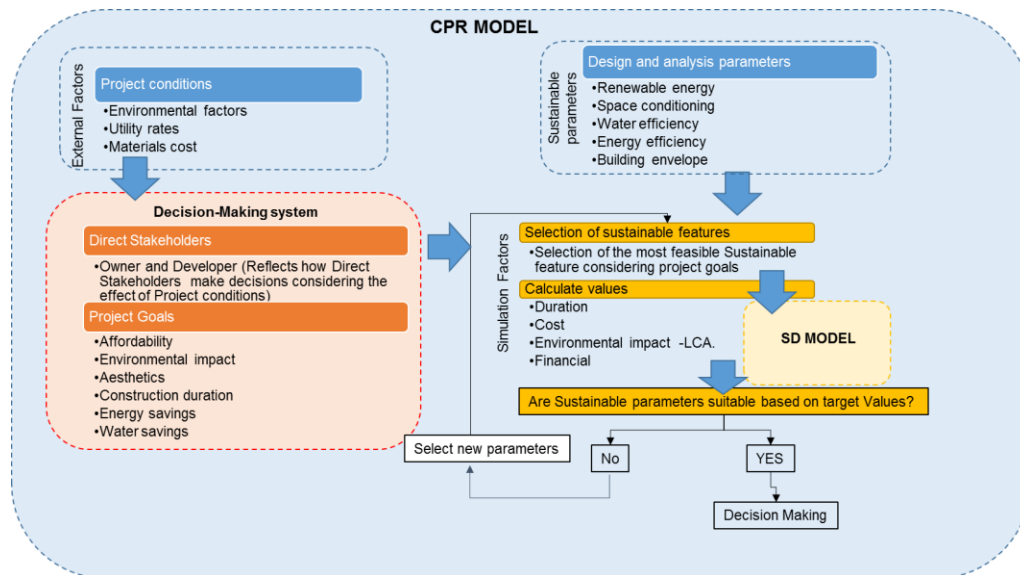 CPR MODEL
External Factors
Project conditions
•Environmental factors
•Utility rates
•Materials cost
Sustainable
parameters
Design and analysis parameters
•Renewable energy
•Space conditioning
•Water efficiency
•Energy efficiency
•Building envelope
Decision-Making system
Direct Stakeholders
•Owner and Developer (Reflects how Direct
Stakeholders make decisions considering the
effect of Project conditions)
Project Goals
•Affordability
•Environmental impact
•Aesthetics
•Construction duration
•Energy savings
•Water savings
Simulation Factors
Selection of sustainable features
•Selection of the most feasible Sustainable
feature considering project goals
Calculate values
•Duration
•Cost
•Environmental impact -LCA.
•Financial
SD MODEL
Are Sustainable parameters suitable based on target Values?
Select new parameters
No
YES
Decision Making